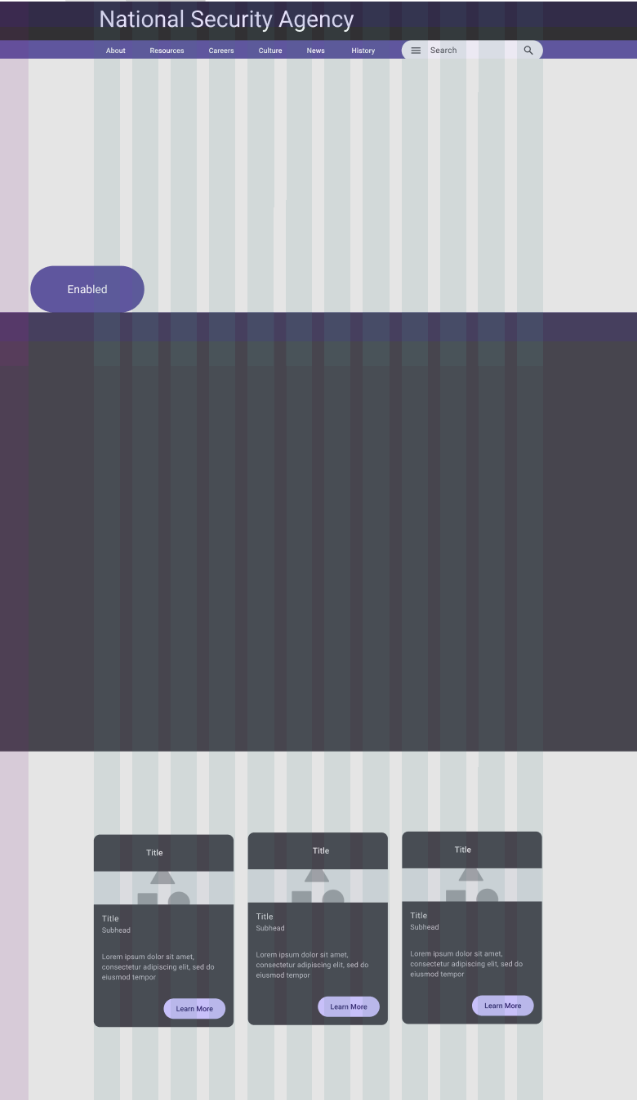 National Security Agency
About Resources Careers Culture News History Search
Enabled
Title
Title
Subhead
Lorem ipsum dolor sit amet,
consectetur adipiscing elit, sed do
eiusmod tempor
Learn More
Title
Title
Subhead
Lorem ipsum dolor sit amet,
consectetur adipiscing elit, sed do
eiusmod tempor
Learn More
Title
Title
Subhead
Lorem ipsum dolor sit amet,
consectetur adipiscing elit, sed do
eiusmod tempor
Learn More